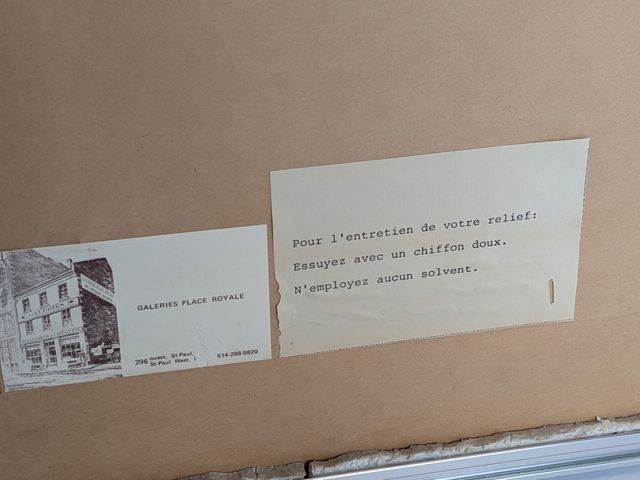 GALERIES PLACE ROYALE
296 ouest, St-Paul,
St-Paul West, 514-288-5820
Pour l'entretien de votre relief:
Essuyez avec un chiffon doux.
N'employez aucun solvent.